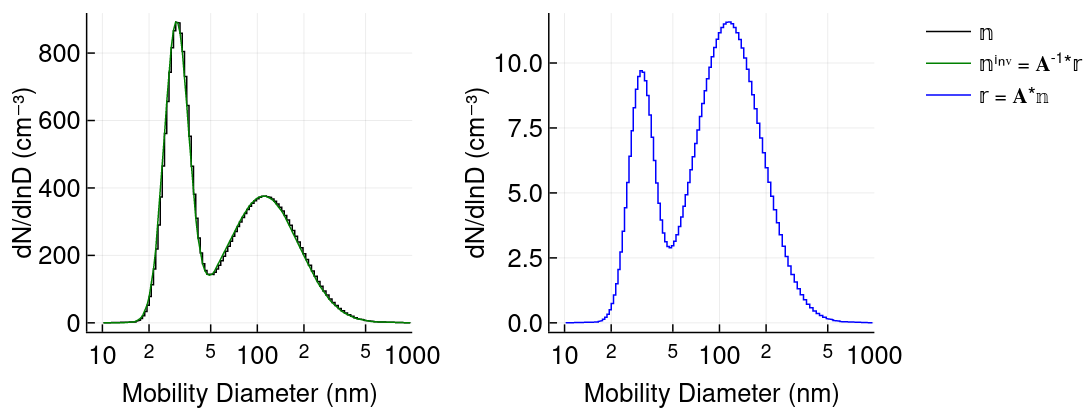 dN/dlnD (cm⁻³)
800
600
400
200
0
10 2 5 100 2 5 1000
Mobility Diameter (nm)
dN/dlnD (cm⁻³)
10.0
7.5
5.0
2.5
0.0
10 2 5 100 2 5 1000
Mobility Diameter (nm)
𝕟
𝕟ⁱⁿᵛ = 𝐀⁻¹*𝕣
𝕣 = 𝐀*𝕟